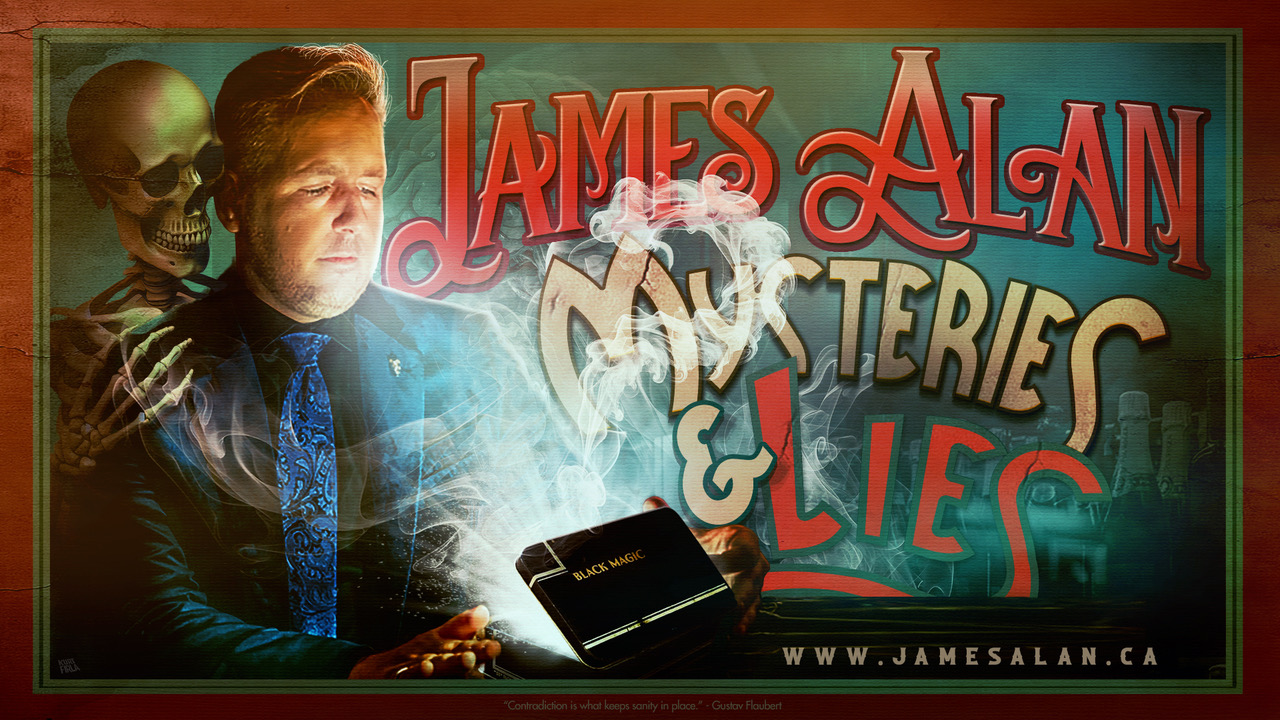 JAMES ALAN
MYSTERIES
& LIES
BLACK MAGIC
WWW.JAMESALAN.CA
"Contradiction is what keeps sanity in place." - Gustav Flaubert